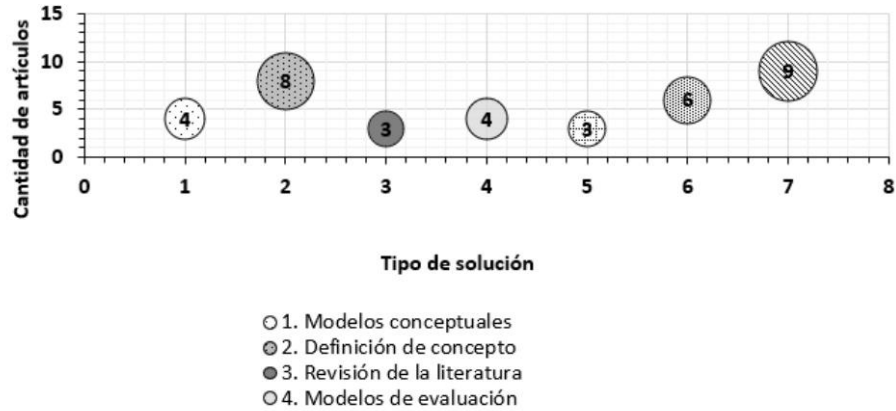 15
10
5
0
Cantidad de artículos
4
8
3
4
3
6
9
0 1 2 3 4 5 6 7 8
Tipo de solución
1. Modelos conceptuales
2. Definición de concepto
3. Revisión de la literatura
4. Modelos de evaluación